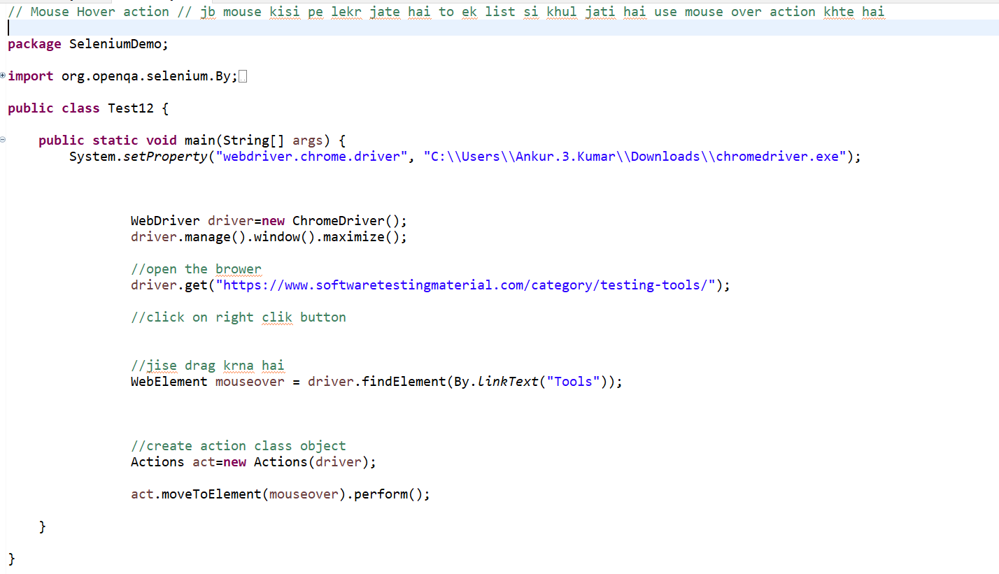 // Mouse Hover action // jb mouse kisi pe lekr jate hai to ek list si khul jati hai use mouse over action khte hai
package SeleniumDemo;
import org.openqa.selenium.By;
public class Test12 {
public static void main(String[] args) {
System.setProperty("webdriver.chrome.driver", "C:\\Users\\Ankur.3.Kumar\\Downloads\\chromedriver.exe");
WebDriver driver=new ChromeDriver();
driver.manage().window().maximize();
//open the brower
driver.get("https://www.softwaretestingmaterial.com/category/testing-tools/");
//click on right clik button
//jise drag krna hai
WebElement mouseover = driver.findElement(By.linkText("Tools"));
//create action class object
Actions act=new Actions(driver);
act.moveToElement(mouseover).perform();
}
}